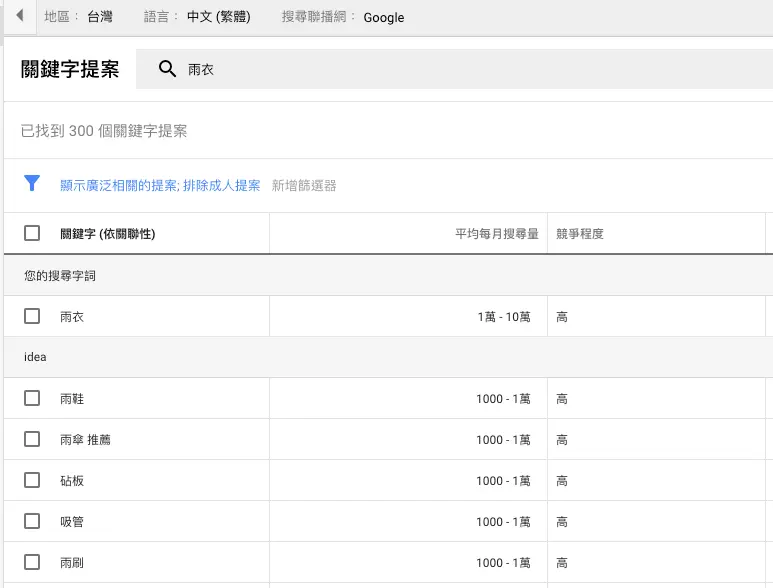 地區： 台灣 語言： 中文 (繁體) 搜尋聯播網： Google
關鍵字提案 雨衣
已找到 300 個關鍵字提案
顯示廣泛相關的提案; 排除成人提案 新增篩選器
關鍵字 (依關聯性) 平均每月搜尋量 競爭程度
您的搜尋字詞
雨衣 1萬 - 10萬 高
idea
雨鞋 1000 - 1萬 高
雨傘 推薦 1000 - 1萬 高
砧板 1000 - 1萬 高
吸管 1000 - 1萬 高
雨刷 1000 - 1萬 高